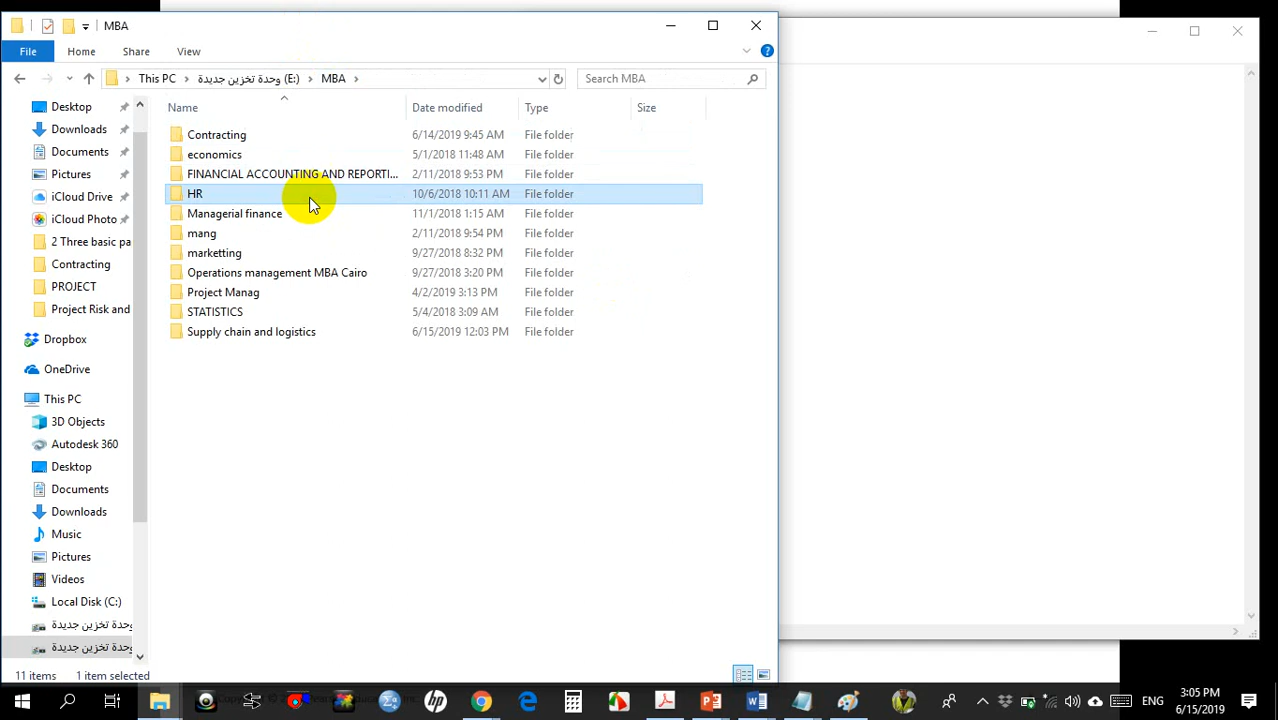 MBA
File Home Share View
This PC وحدة تخزين جديدة (E:) MBA
Search MBA
Name Date modified Type Size
Contracting 6/14/2019 9:45 AM File folder
economics 5/1/2018 11:48 AM File folder
FINANCIAL ACCOUNTING AND REPORTI... 2/11/2018 9:53 PM File folder
HR 10/6/2018 10:11 AM File folder
Managerial finance 11/1/2018 1:15 AM File folder
mang 2/11/2018 9:54 PM File folder
marketting 9/27/2018 8:32 PM File folder
Operations management MBA Cairo 9/27/2018 3:20 PM File folder
Project Manag 4/2/2019 3:13 PM File folder
STATISTICS 5/4/2018 3:09 AM File folder
Supply chain and logistics 6/15/2019 12:03 PM File folder
Desktop
Downloads
Documents
Pictures
iCloud Drive
iCloud Photo
2 Three basic pa
Contracting
PROJECT
Project Risk and
Dropbox
OneDrive
This PC
3D Objects
Autodesk 360
Desktop
Documents
Downloads
Music
Pictures
Videos
Local Disk (C:)
وحدة تخزين جديدة
وحدة تخزين جديدة
11 items 1 item selected
ENG
3:05 PM
6/15/2019